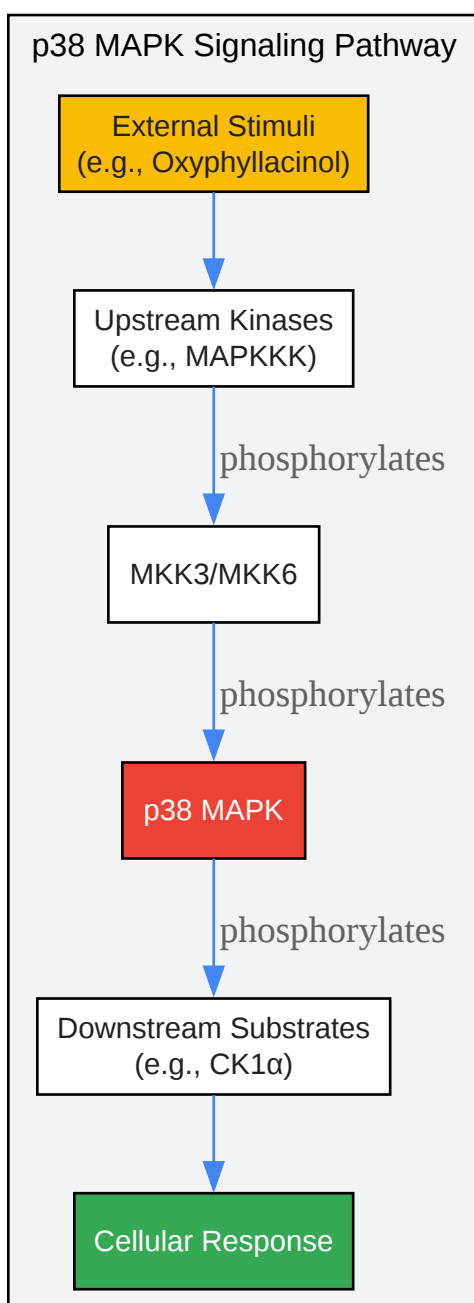 p38 MAPK Signaling Pathway
External Stimuli
(e.g., Oxyphyllacinol)
Upstream Kinases
(e.g., MAPKKK)
phosphorylates
MKK3/MKK6
phosphorylates
p38 MAPK
phosphorylates
Downstream Substrates
(e.g., CK1α)
Cellular Response